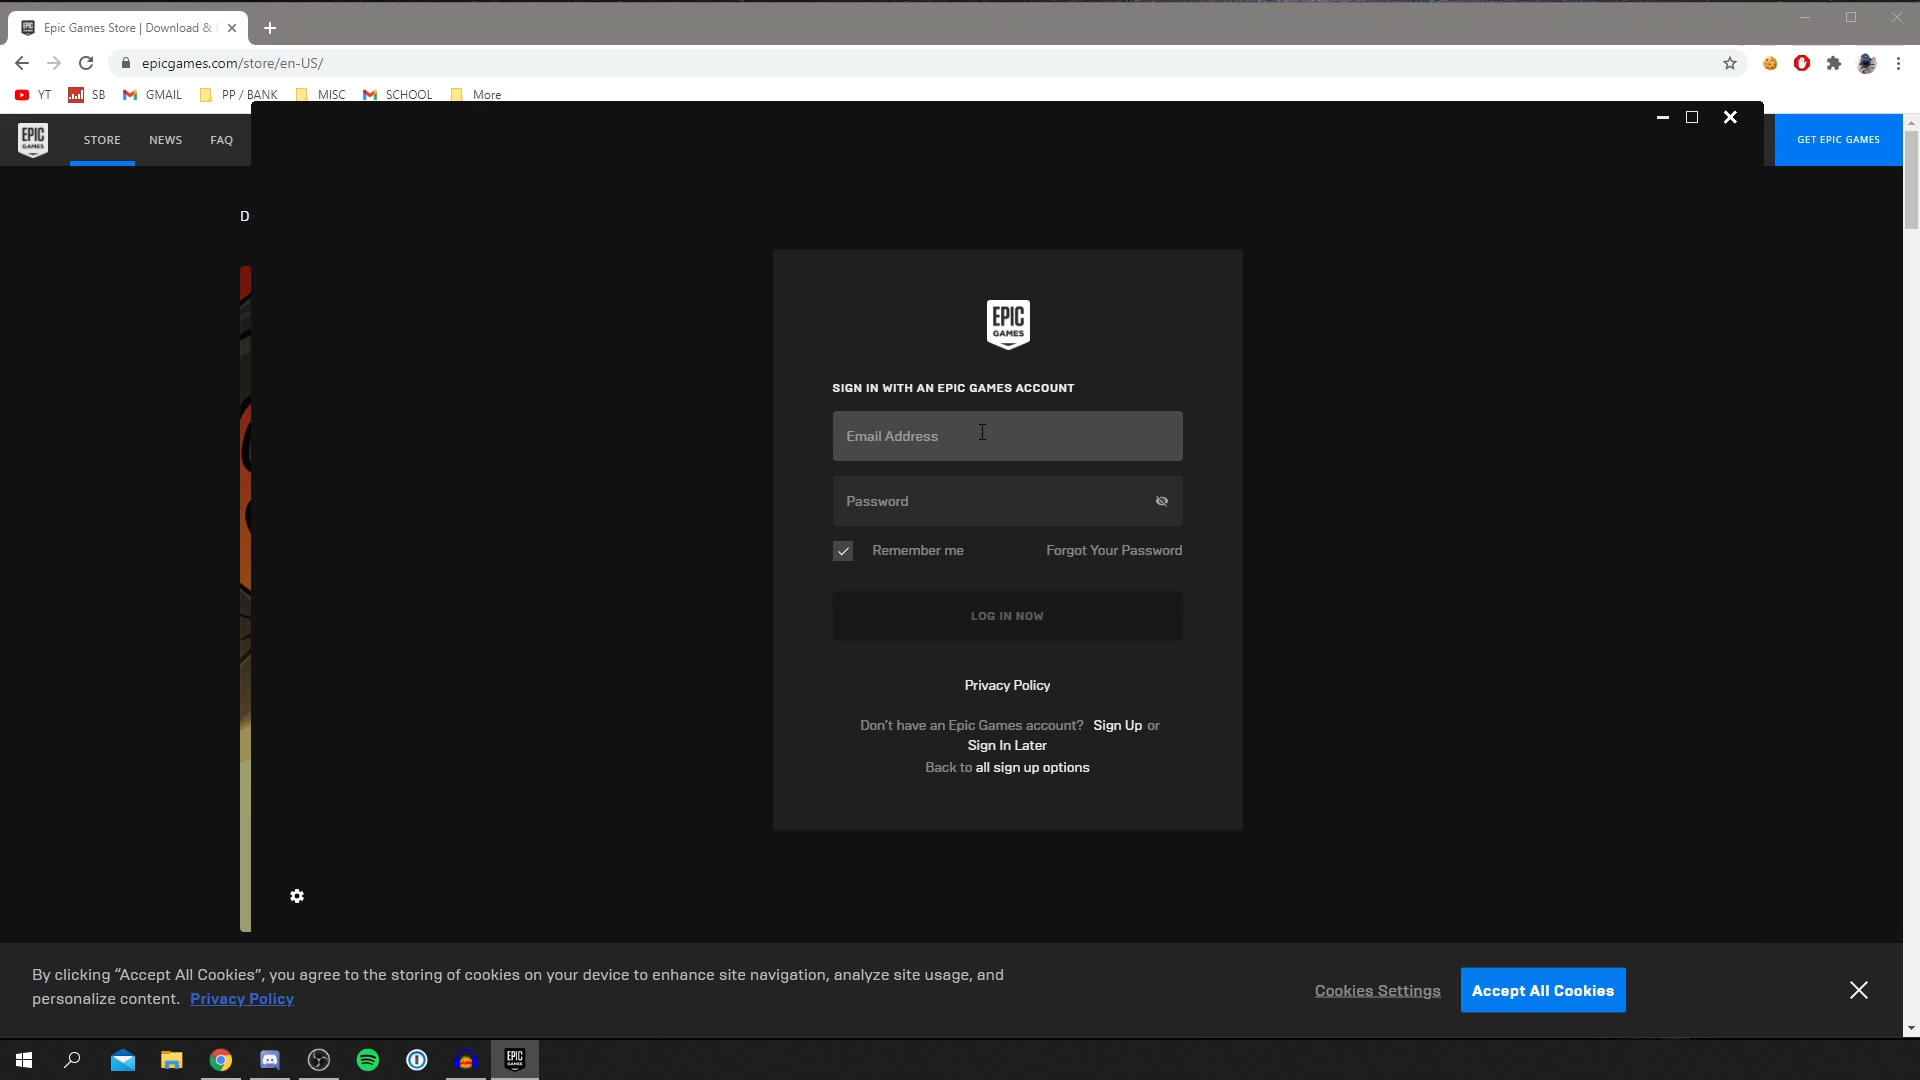 Epic Games Store | Download &
epicgames.com/store/en-US/
YT SB GMAIL PP / BANK MISC SCHOOL More
EPIC GAMES STORE NEWS FAQ GET EPIC GAMES
D
EPIC
GAMES
SIGN IN WITH AN EPIC GAMES ACCOUNT
Email Address
Password
Remember me Forgot Your Password
LOG IN NOW
Privacy Policy
Don't have an Epic Games account? Sign Up or
Sign In Later
Back to all sign up options
By clicking “Accept All Cookies”, you agree to the storing of cookies on your device to enhance site navigation, analyze site usage, and
personalize content. Privacy Policy
Cookies Settings Accept All Cookies
EPIC
GAMES